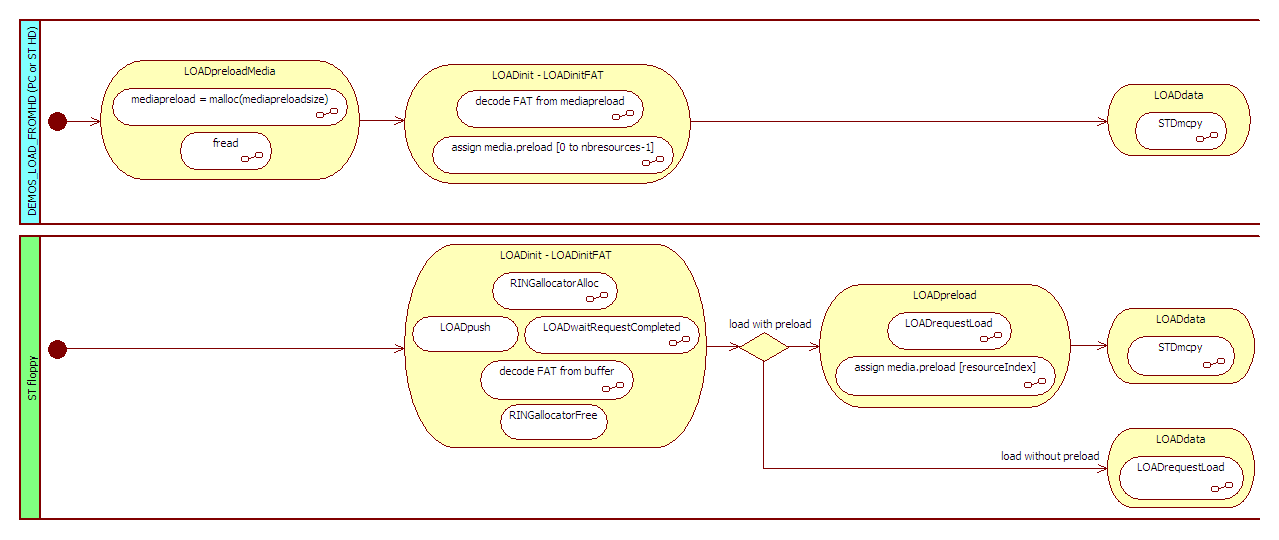 DEMOS_LOAD_FROMHD (PC or ST HD)
LOADpreloadMedia
mediapreload = malloc(mediapreloadsize)
fread
LOADinit - LOADinitFAT
decode FAT from mediapreload
assign media.preload [0 to nbresources-1]
LOADdata
STDmcpy
ST floppy
LOADinit - LOADinitFAT
RINGallocatorAlloc
LOADpush
LOADwaitRequestCompleted
decode FAT from buffer
RINGallocatorFree
load with preload
LOADpreload
LOADrequestLoad
assign media.preload [resourceIndex]
LOADdata
STDmcpy
load without preload
LOADdata
LOADrequestLoad